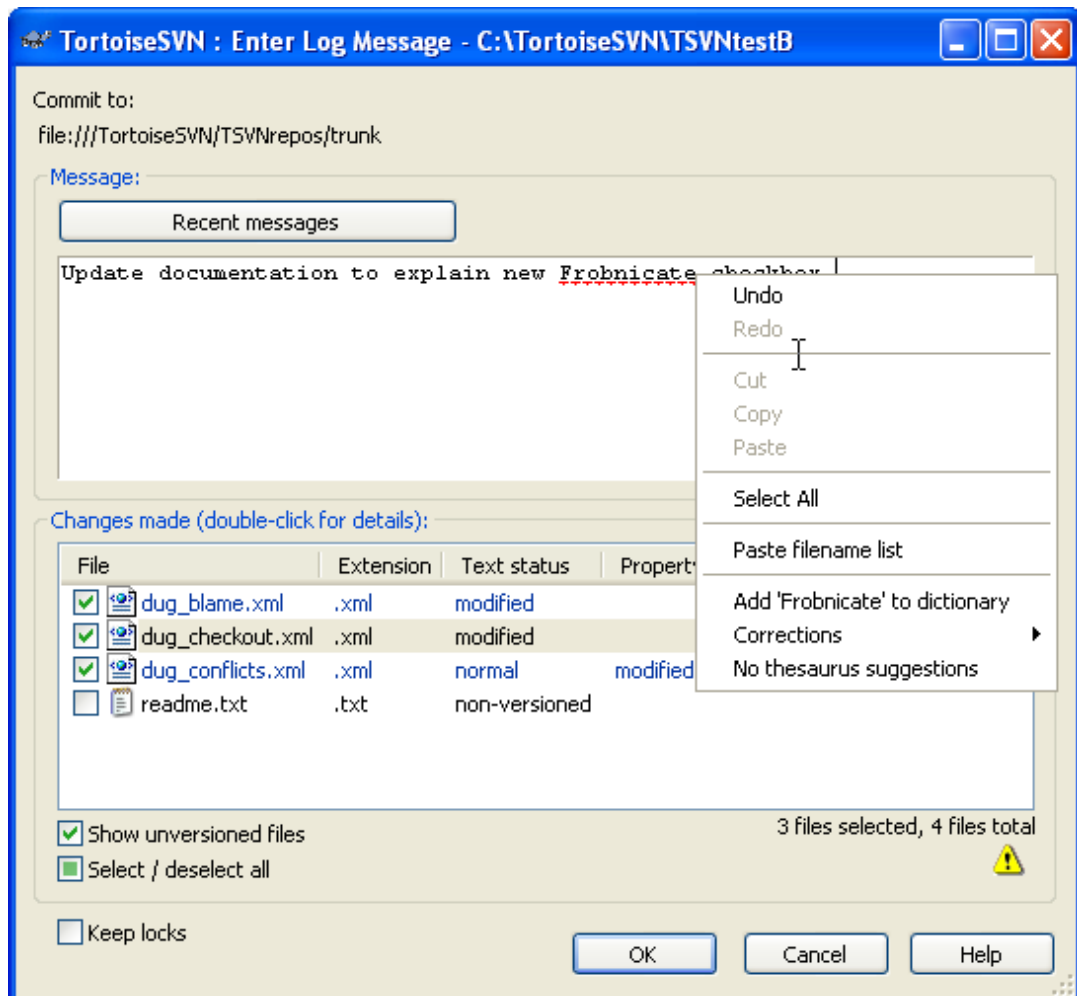 TortoiseSVN : Enter Log Message - C:\TortoiseSVN\TSVNtestB
Commit to:
file:///TortoiseSVN/TSVNrepos/trunk
Message:
Recent messages
Update documentation to explain new Frobnicate checkbox
Undo
Redo
Cut
Copy
Paste
Select All
Paste filename list
Add 'Frobnicate' to dictionary
Corrections
No thesaurus suggestions
Changes made (double-click for details):
File Extension Text status Property
dug_blame.xml .xml modified
dug_checkout.xml .xml modified
dug_conflicts.xml .xml normal modified
readme.txt .txt non-versioned
Show unversioned files
3 files selected, 4 files total
Select / deselect all
Keep locks
OK Cancel Help